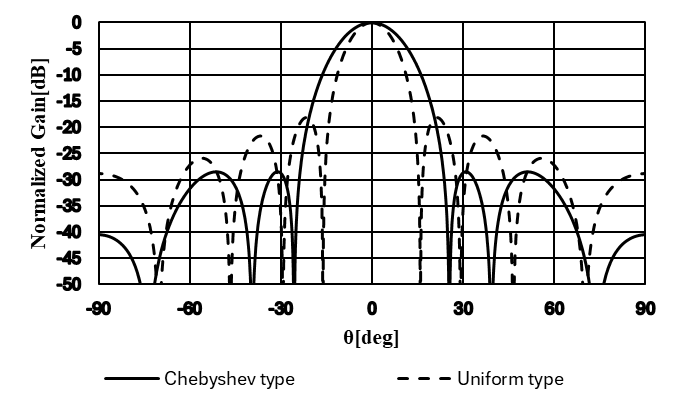 Normalized Gain[dB]
0
-5
-10
-15
-20
-25
-30
-35
-40
-45
-50
-90 -60 -30 0 30 60 90
θ[deg]
Chebyshev type Uniform type